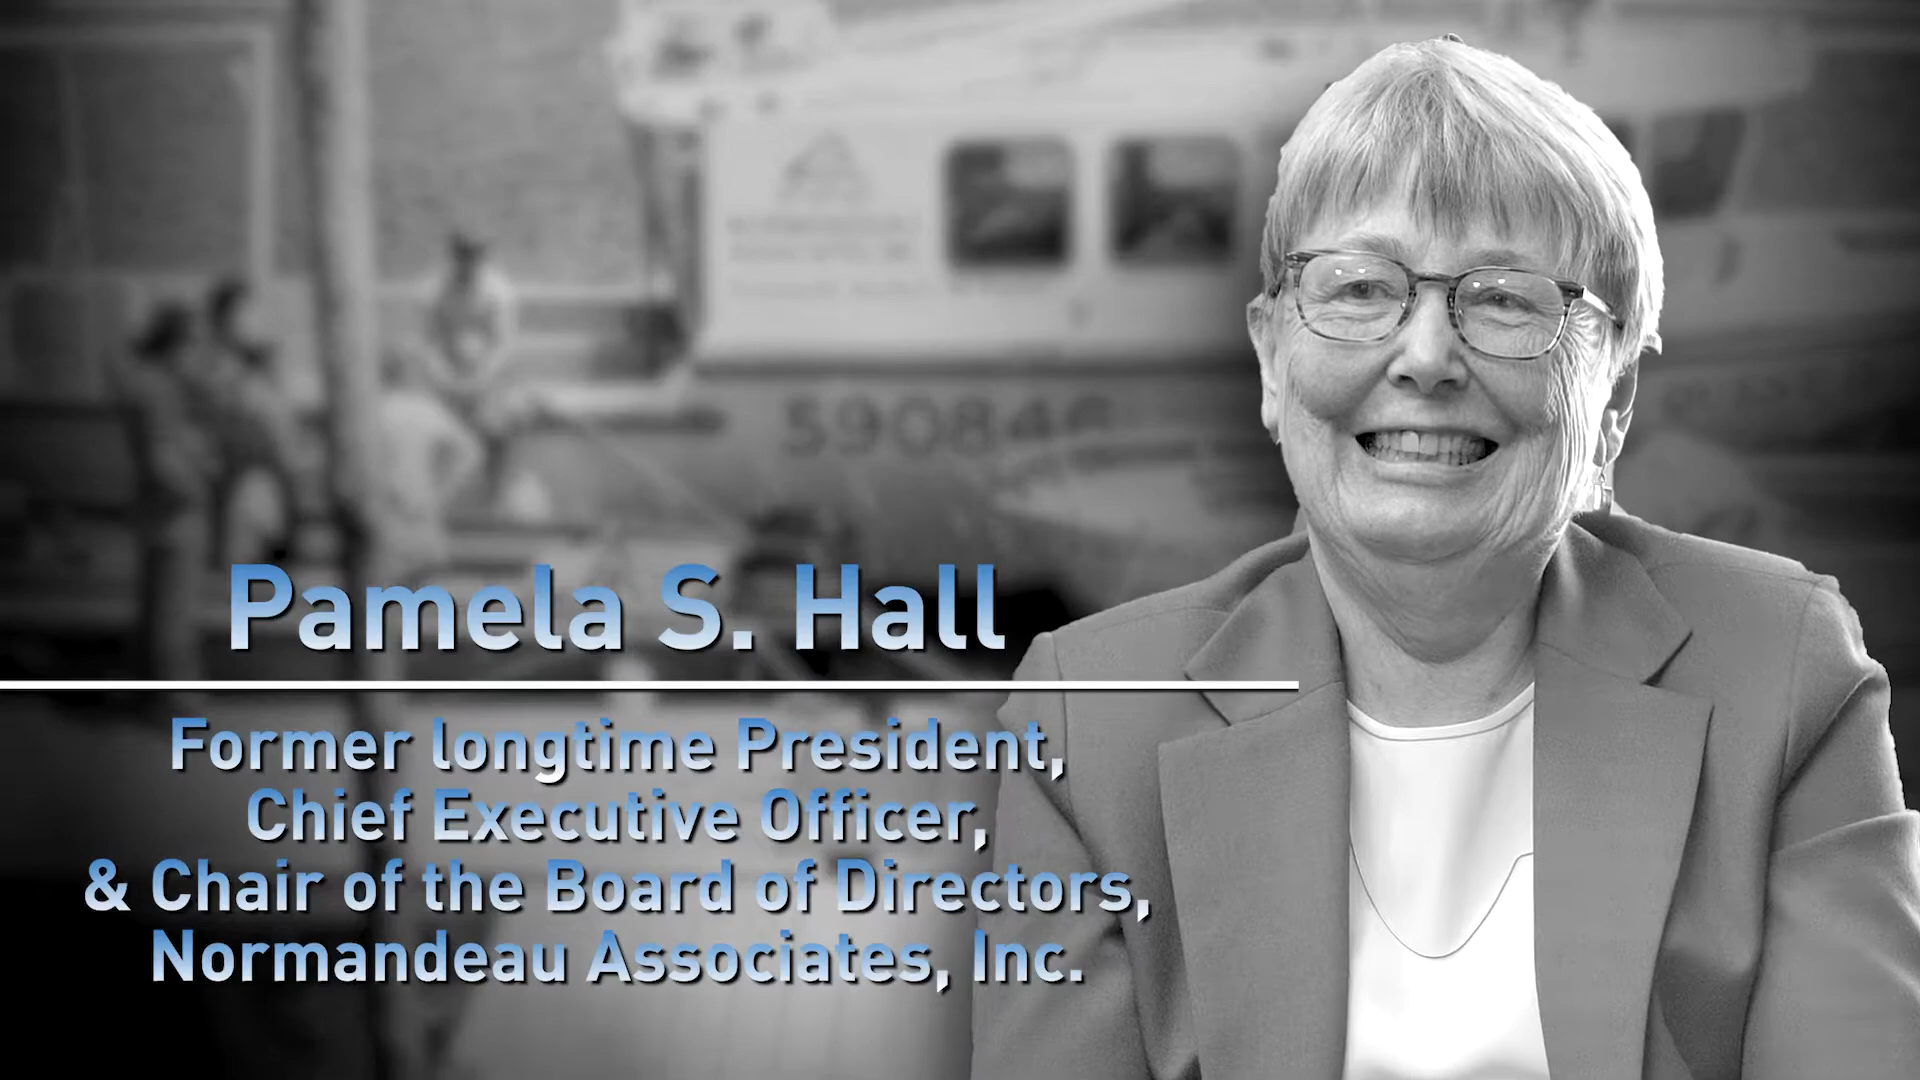 Pamela S. Hall
Former longtime President,
Chief Executive Officer,
& Chair of the Board of Directors,
Normandeau Associates, Inc.